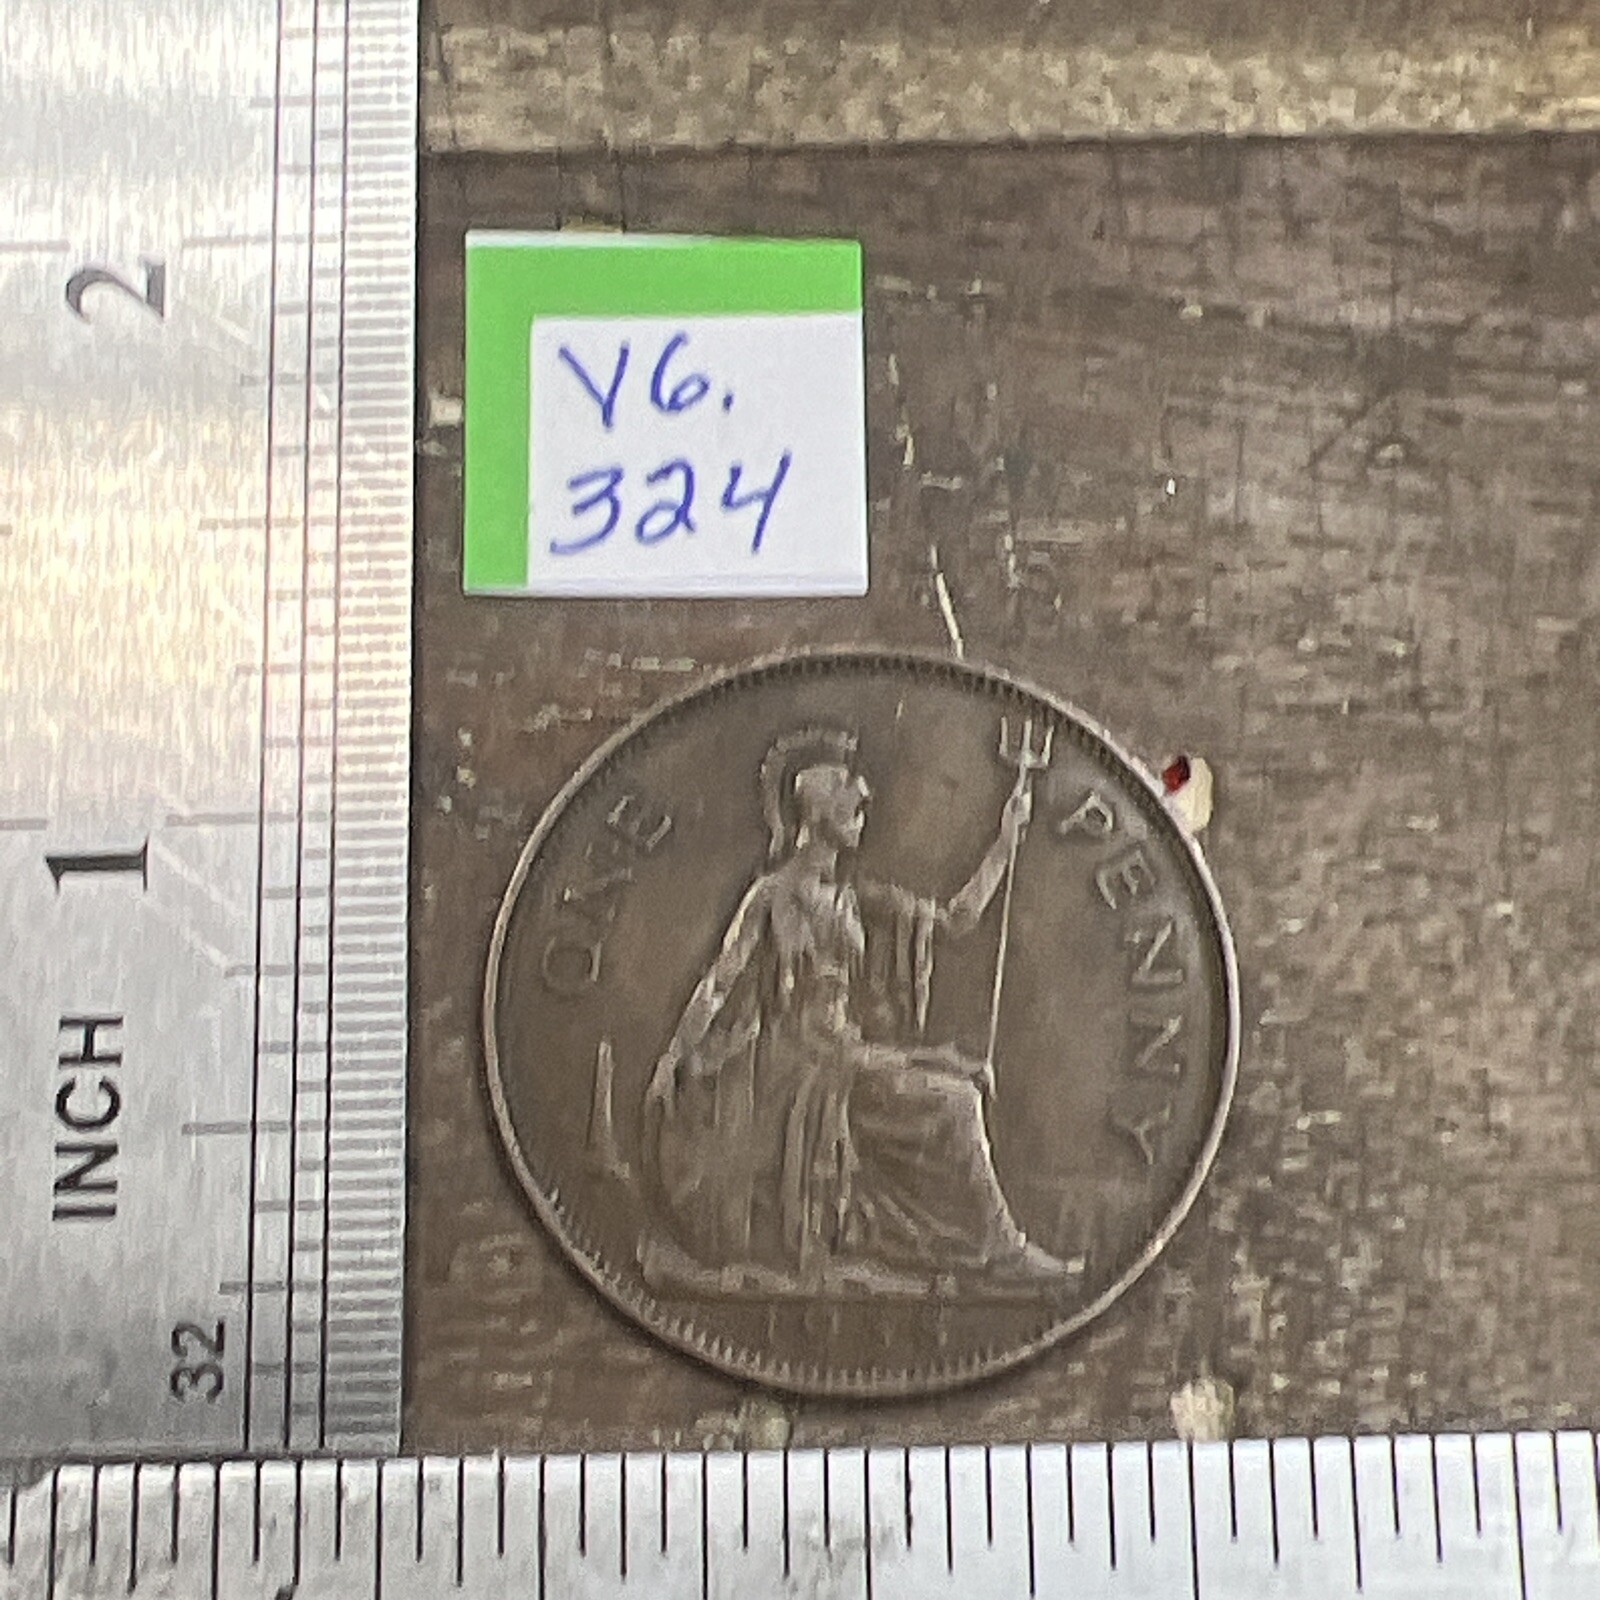 V6.
324
ONE PENNY
2
1
INCH
32